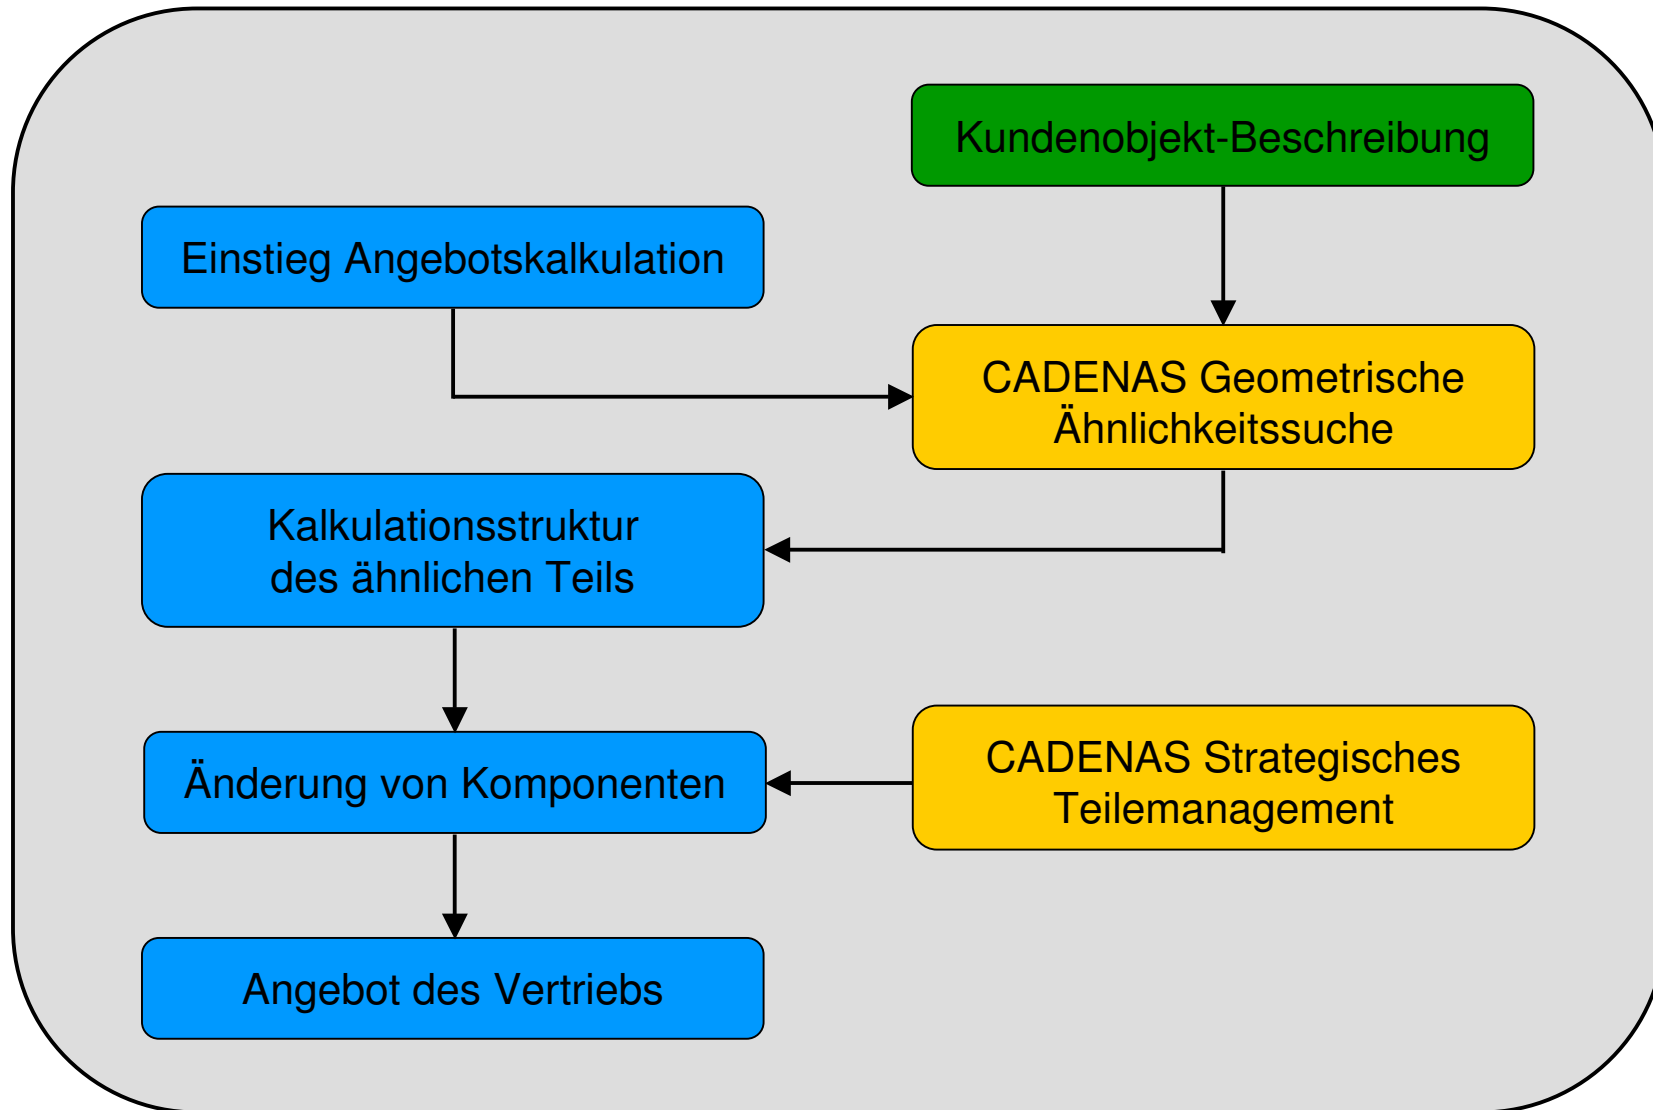 Kundenobjekt-Beschreibung
Einstieg Angebotskalkulation
CADENAS Geometrische
Ähnlichkeitssuche
Kalkulationsstruktur
des ähnlichen Teils
Änderung von Komponenten
CADENAS Strategisches
Teilemanagement
Angebot des Vertriebs